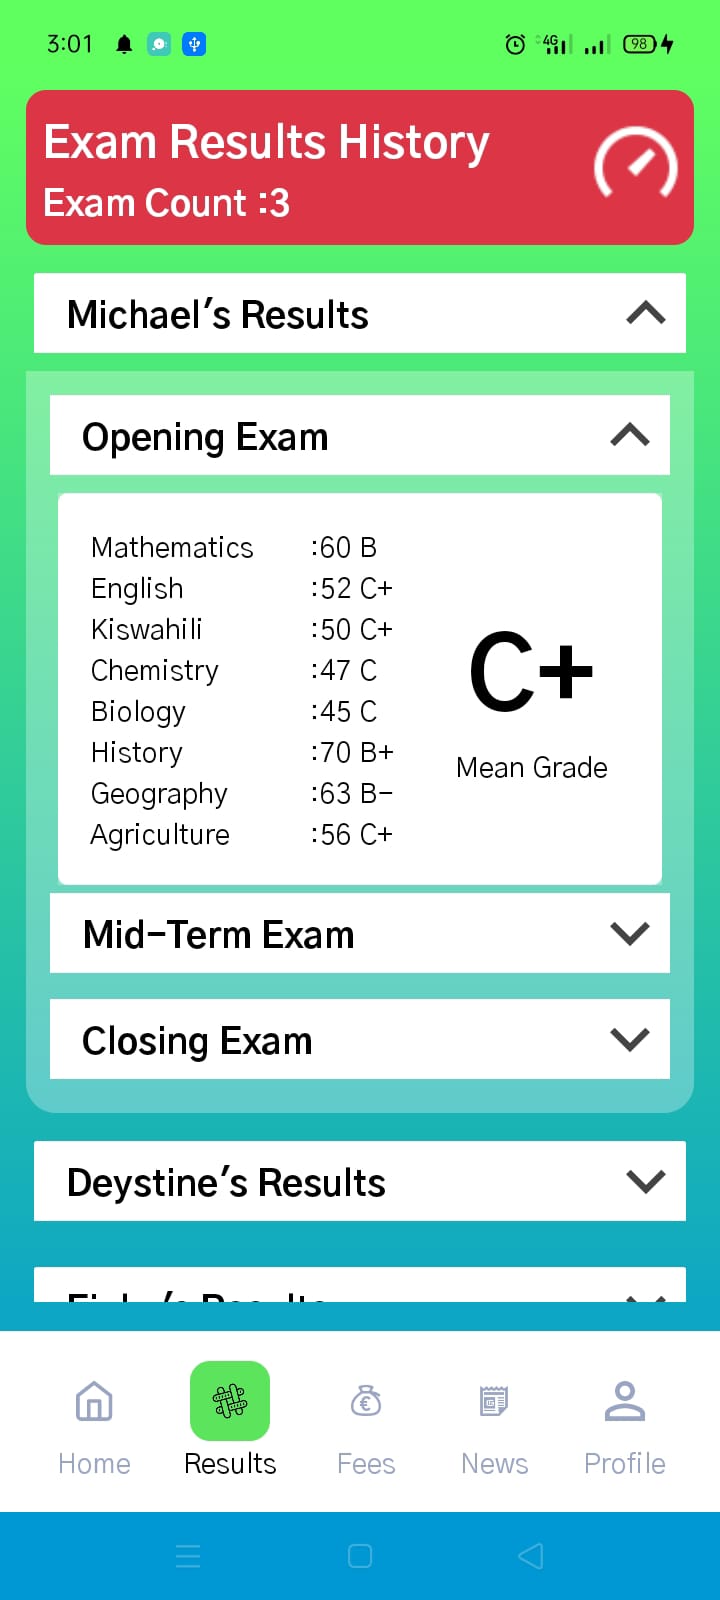 3:01 4G 98
Exam Results History
Exam Count :3
Michael's Results
Opening Exam
Mathematics :60 B
English :52 C+
Kiswahili :50 C+
Chemistry :47 C
Biology :45 C
History :70 B+
Geography :63 B-
Agriculture :56 C+
C+
Mean Grade
Mid-Term Exam
Closing Exam
Deystine's Results
Home Results Fees News Profile